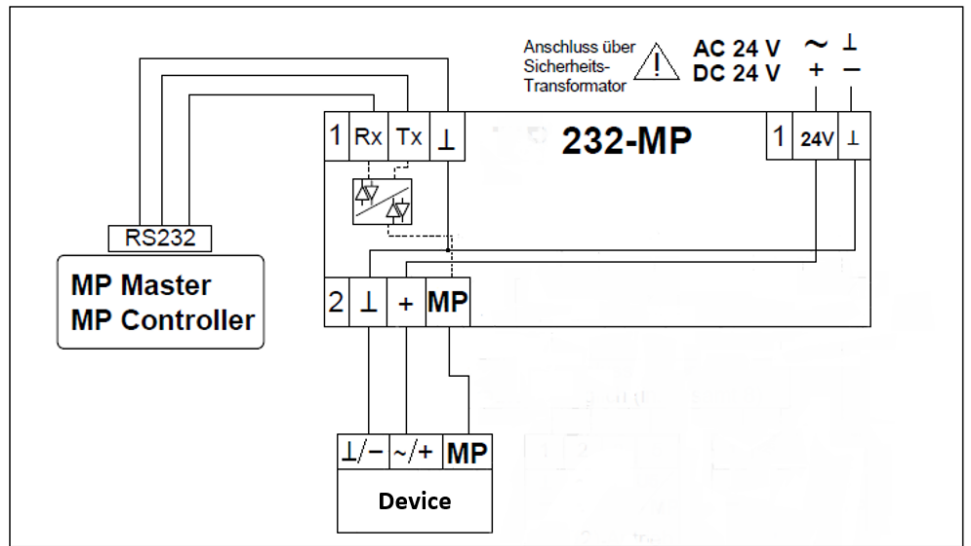 Anschluss über
Sicherheits-
Transformator
AC 24 V ~ ⊥
DC 24 V + −
1 Rx Tx ⊥
232-MP
1 24V ⊥
RS232
MP Master
MP Controller
2 ⊥ + MP
⊥/− ~/+ MP
Device